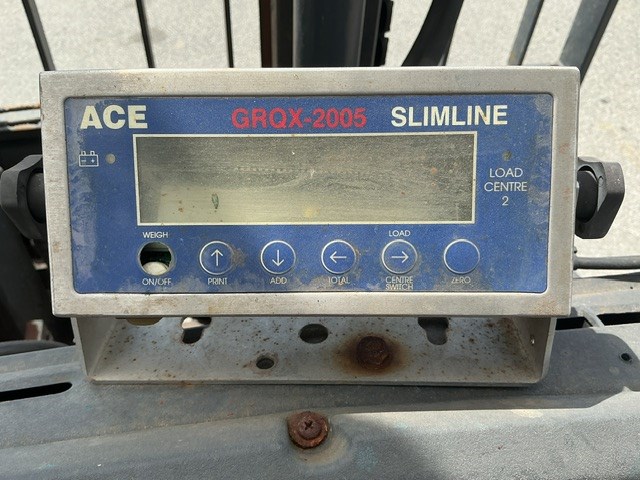 ACE GRQX-2005 SLIMLINE
LOAD
CENTRE
2
WEIGH
LOAD
ON/OFF PRINT ADD TOTAL CENTRE SWITCH ZERO